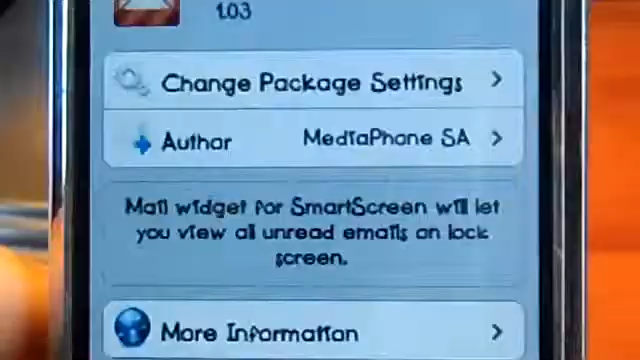 1.03
Change Package Settings
Author MediaPhone SA
Mail widget for SmartScreen will let
you view all unread emails on lock
screen.
More Information